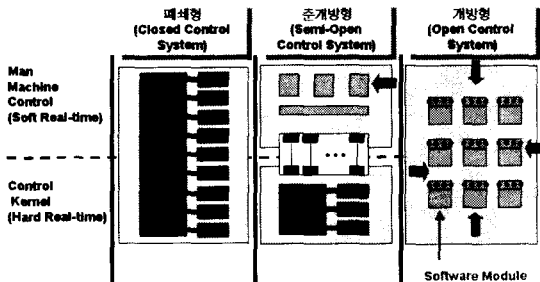 폐쇄형
(Closed Control
System)
준개방형
(Semi-Open
Control System)
개방형
(Open Control
System)
Man
Machine
Control
(Soft Real-time)
Control
Kernel
(Hard Real-time)
Software Module